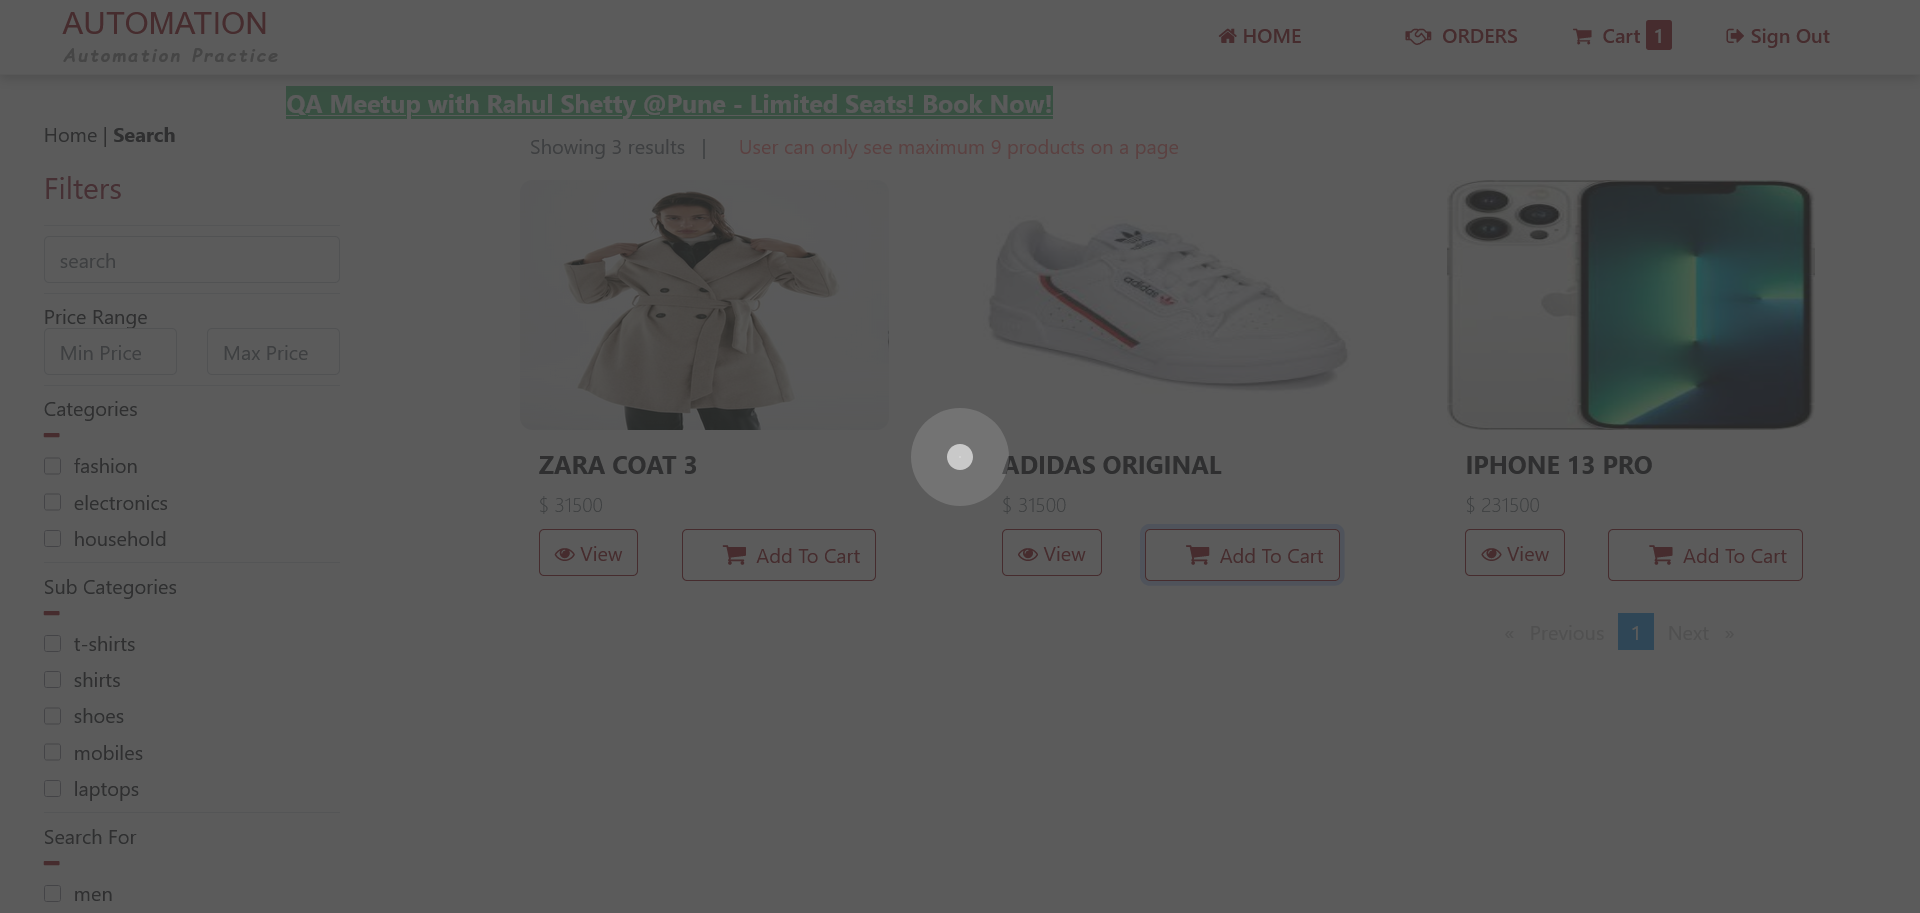 AUTOMATION
Automation Practice
HOME
ORDERS
Cart 1
Sign Out
QA Meetup with Rahul Shetty @Pune - Limited Seats! Book Now!
Home | Search
Showing 3 results |
User can only see maximum 9 products on a page
Filters
search
Price Range
Min Price
Max Price
Categories
fashion
electronics
household
Sub Categories
t-shirts
shirts
shoes
mobiles
laptops
Search For
men
ZARA COAT 3
$ 31500
View
Add To Cart
adidas
ADIDAS ORIGINAL
$ 31500
View
Add To Cart
IPHONE 13 PRO
$ 231500
View
Add To Cart
« Previous 1 Next »